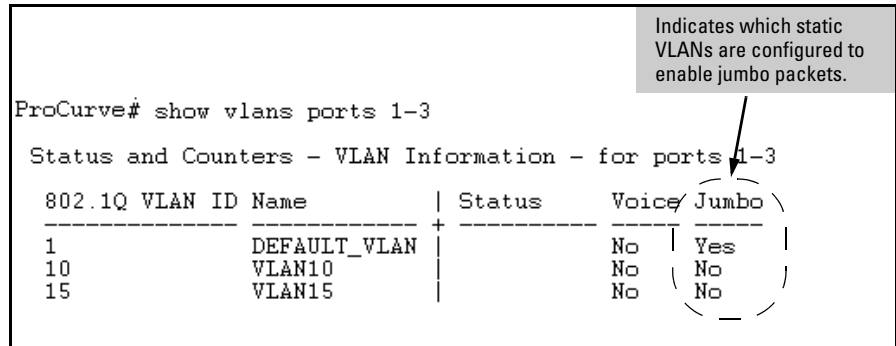 Indicates which static
VLANs are configured to
enable jumbo packets.
ProCurve# show vlans ports 1-3
Status and Counters - VLAN Information - for ports 1-3
802.1Q VLAN ID Name | Status Voice Jumbo
-------------- ------------ + ---------- ----- -----
1 DEFAULT_VLAN | No Yes
10 VLAN10 | No No
15 VLAN15 | No No